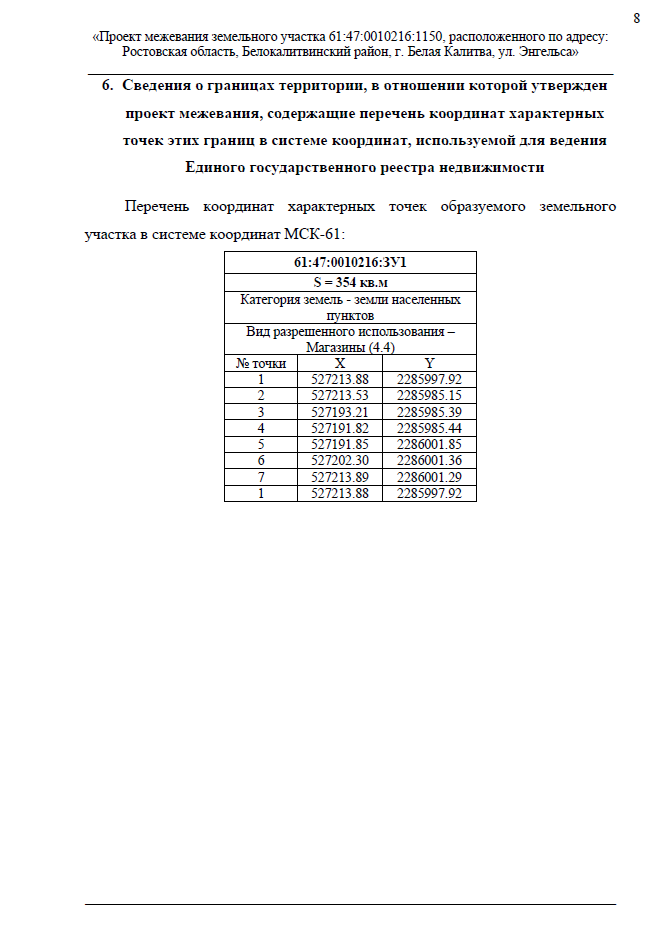 8
«Проект межевания земельного участка 61:47:0010216:1150, расположенного по адресу:
Ростовская область, Белокалитвинский район, г. Белая Калитва, ул. Энгельса»
6. Сведения о границах территории, в отношении которой утвержден
проект межевания, содержащие перечень координат характерных
точек этих границ в системе координат, используемой для ведения
Единого государственного реестра недвижимости
Перечень координат характерных точек образуемого земельного
участка в системе координат МСК-61:
61:47:0010216:ЗУ1
S = 354 кв.м
Категория земель - земли населенных
пунктов
Вид разрешенного использования –
Магазины (4.4)
№ точки X Y
1 527213.88 2285997.92
2 527213.53 2285985.15
3 527193.21 2285985.39
4 527191.82 2285985.44
5 527191.85 2286001.85
6 527202.30 2286001.36
7 527213.89 2286001.29
1 527213.88 2285997.92